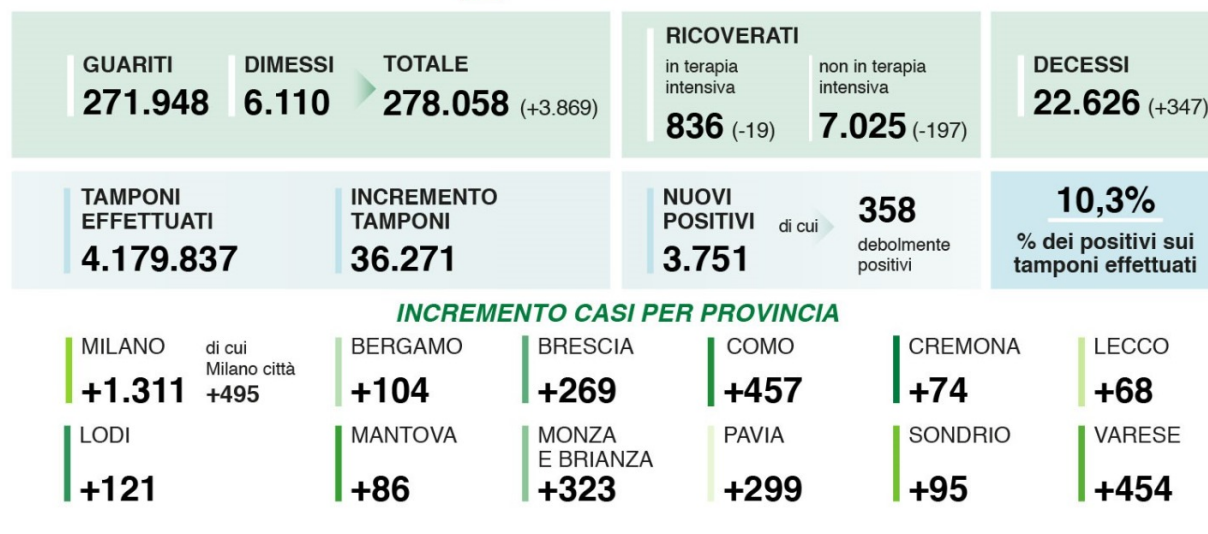 GUARITI
271.948
DIMESSI
6.110
TOTALE
278.058 (+3.869)
RICOVERATI
in terapia
intensiva
836 (-19)
non in terapia
intensiva
7.025 (-197)
DECESSI
22.626 (+347)
TAMPONI
EFFETTUATI
4.179.837
INCREMENTO
TAMPONI
36.271
NUOVI
POSITIVI
3.751
di cui
358
debolmente
positivi
10,3%
% dei positivi sui
tamponi effettuati
INCREMENTO CASI PER PROVINCIA
MILANO
+1.311
di cui
Milano città
+495
BERGAMO
+104
BRESCIA
+269
COMO
+457
CREMONA
+74
LECCO
+68
LODI
+121
MANTOVA
+86
MONZA
E BRIANZA
+323
PAVIA
+299
SONDRIO
+95
VARESE
+454